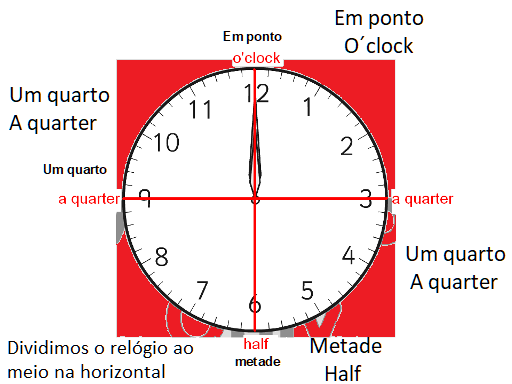 Em ponto
O´clock
Em ponto
o'clock
Um quarto
A quarter
12
11
1
10
2
Um quarto
a quarter
9
3
a quarter
8
4
Um quarto
A quarter
7
5
6
half
metade
Metade
Half
Dividimos o relógio ao
meio na horizontal